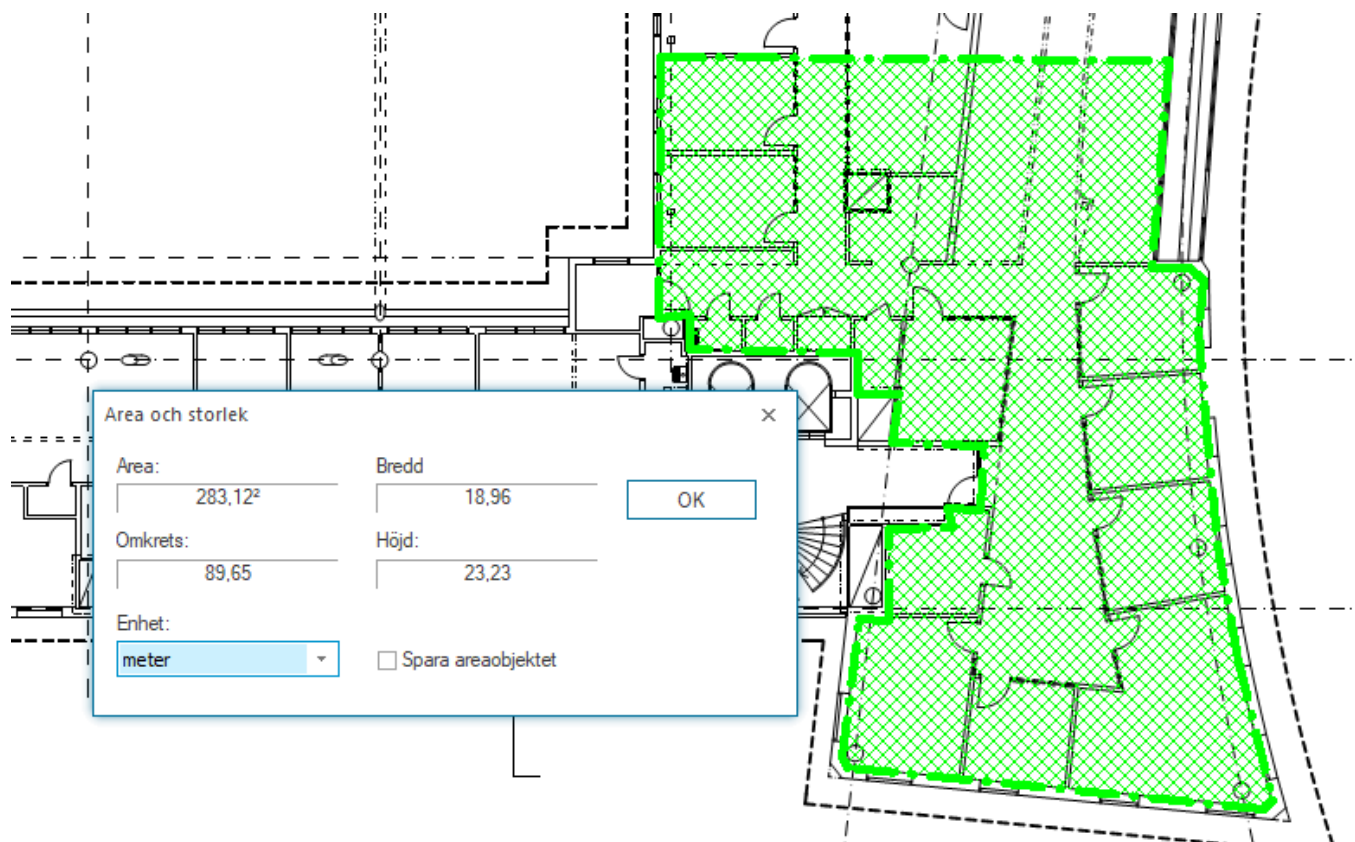 Area och storlek
Area: Bredd
283,12² 18,96 OK
Omkrets: Höjd:
89,65 23,23
Enhet:
meter Spara areaobjektet